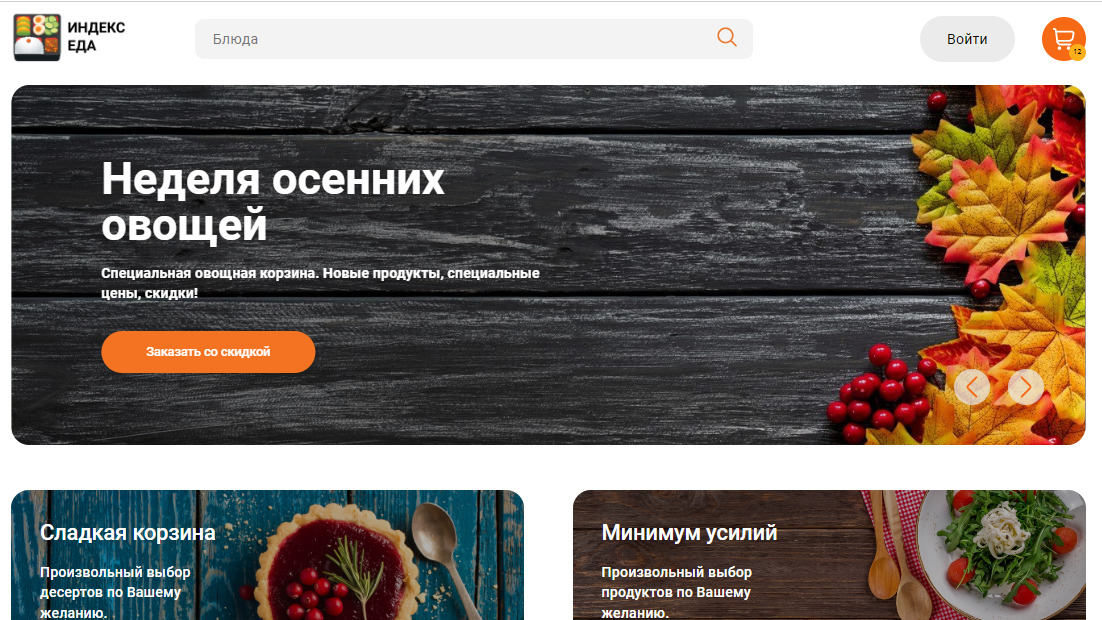 ИНДЕКС
ЕДА
Блюда
Войти
12
Неделя осенних
овощей
Специальная овощная корзина. Новые продукты, специальные
цены, скидки!
Заказать со скидкой
Сладкая корзина
Произвольный выбор
десертов по Вашему
желанию.
Минимум усилий
Произвольный выбор
продуктов по Вашему
желанию.